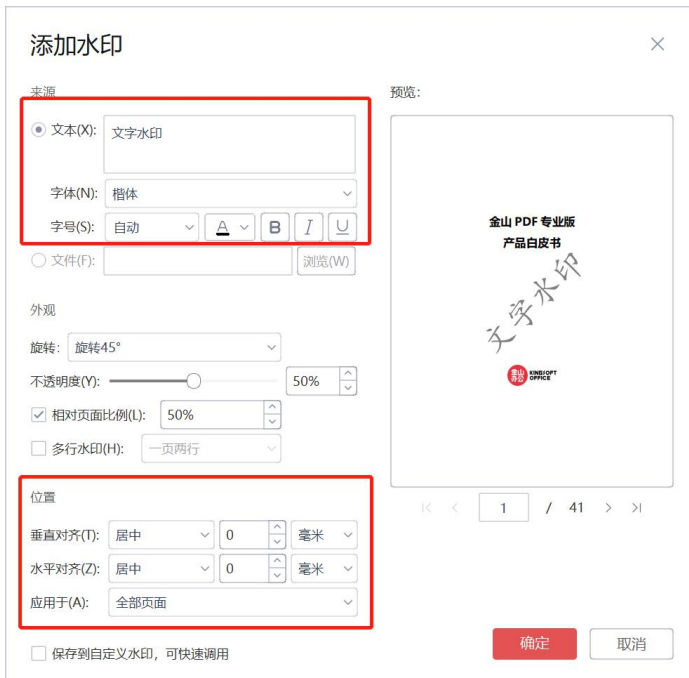 添加水印
来源
预览:
文本(X): 文字水印
字体(N): 楷体
字号(S): 自动 A B I U
文件(F): 浏览(W)
外观
旋转: 旋转45°
不透明度(Y): 50%
相对页面比例(L): 50%
多行水印(H): 一页两行
位置
垂直对齐(T): 居中 0 毫米
水平对齐(Z): 居中 0 毫米
应用于(A): 全部页面
保存到自定义水印，可快速调用
金山 PDF 专业版
产品白皮书
文字水印
金山办公 KINGSOFT OFFICE
1 / 41
确定 取消